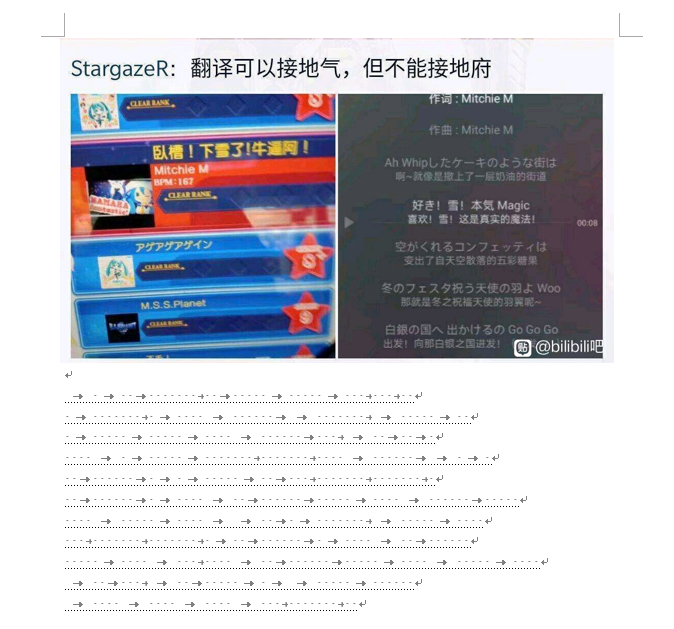 StargazeR：翻译可以接地气，但不能接地府
CLEAR RANK
S
臥槽！下雪了!牛逼阿！
Mitchie M
BPM:167
CLEAR RANK
アゲアゲアゲイン
CLEAR RANK
S
M.S.S.Planet
CLEAR RANK
S
作词 : Mitchie M
作曲 : Mitchie M
Ah Whipしたケーキのような街は
啊~就像是撒上了一层奶油的街道
好き！雪！本気 Magic
喜欢！雪！这是真实的魔法！
00:08
空がくれるコンフェッティは
变出了自天空散落的五彩糖果
冬のフェスタ祝う天使の羽よ Woo
那就是冬之祝福天使的羽翼呢~
白銀の国へ 出かけるの Go Go Go
出发！向那白银之国进发！
贴 @bilibili吧